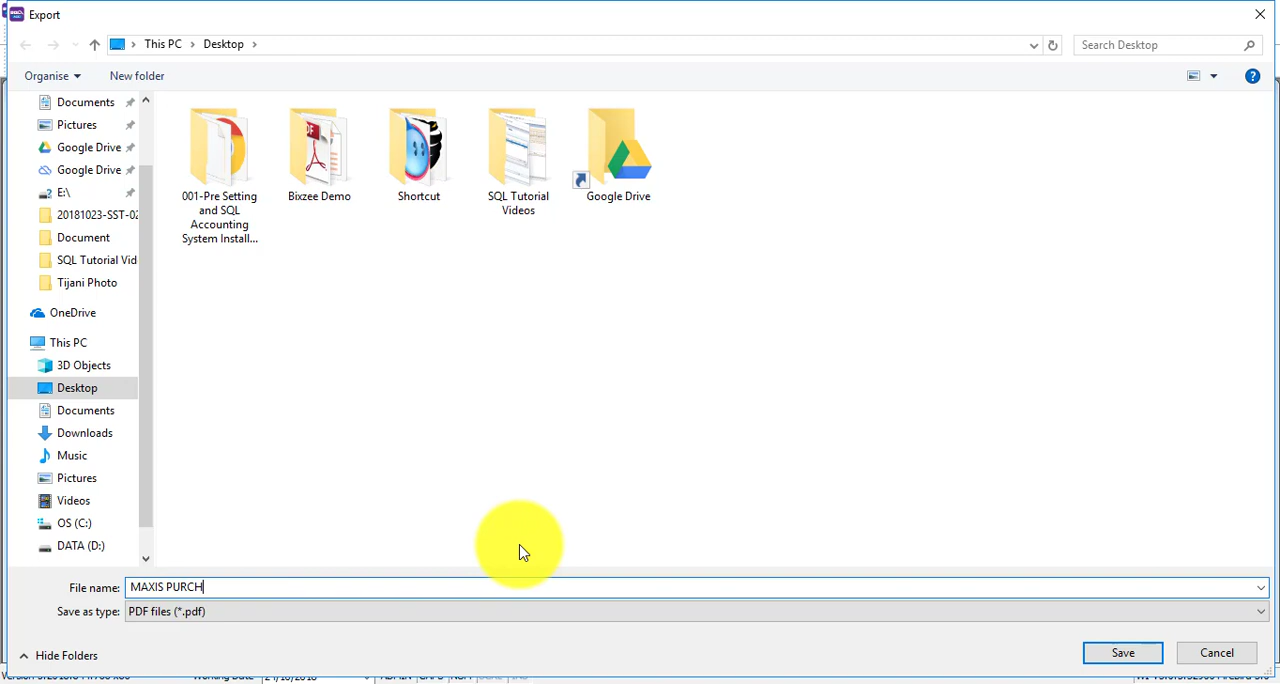 Export
This PC > Desktop >
Search Desktop
Organise
New folder
Documents
Pictures
Google Drive
Google Drive
E:\
20181023-SST-02
Document
SQL Tutorial Vid
Tijani Photo
OneDrive
This PC
3D Objects
Desktop
Documents
Downloads
Music
Pictures
Videos
OS (C:)
DATA (D:)
001-Pre Setting
and SQL
Accounting
System Install...
Bixzee Demo
Shortcut
SQL Tutorial
Videos
Google Drive
File name: MAXIS PURCH
Save as type: PDF files (*.pdf)
Hide Folders
Save
Cancel